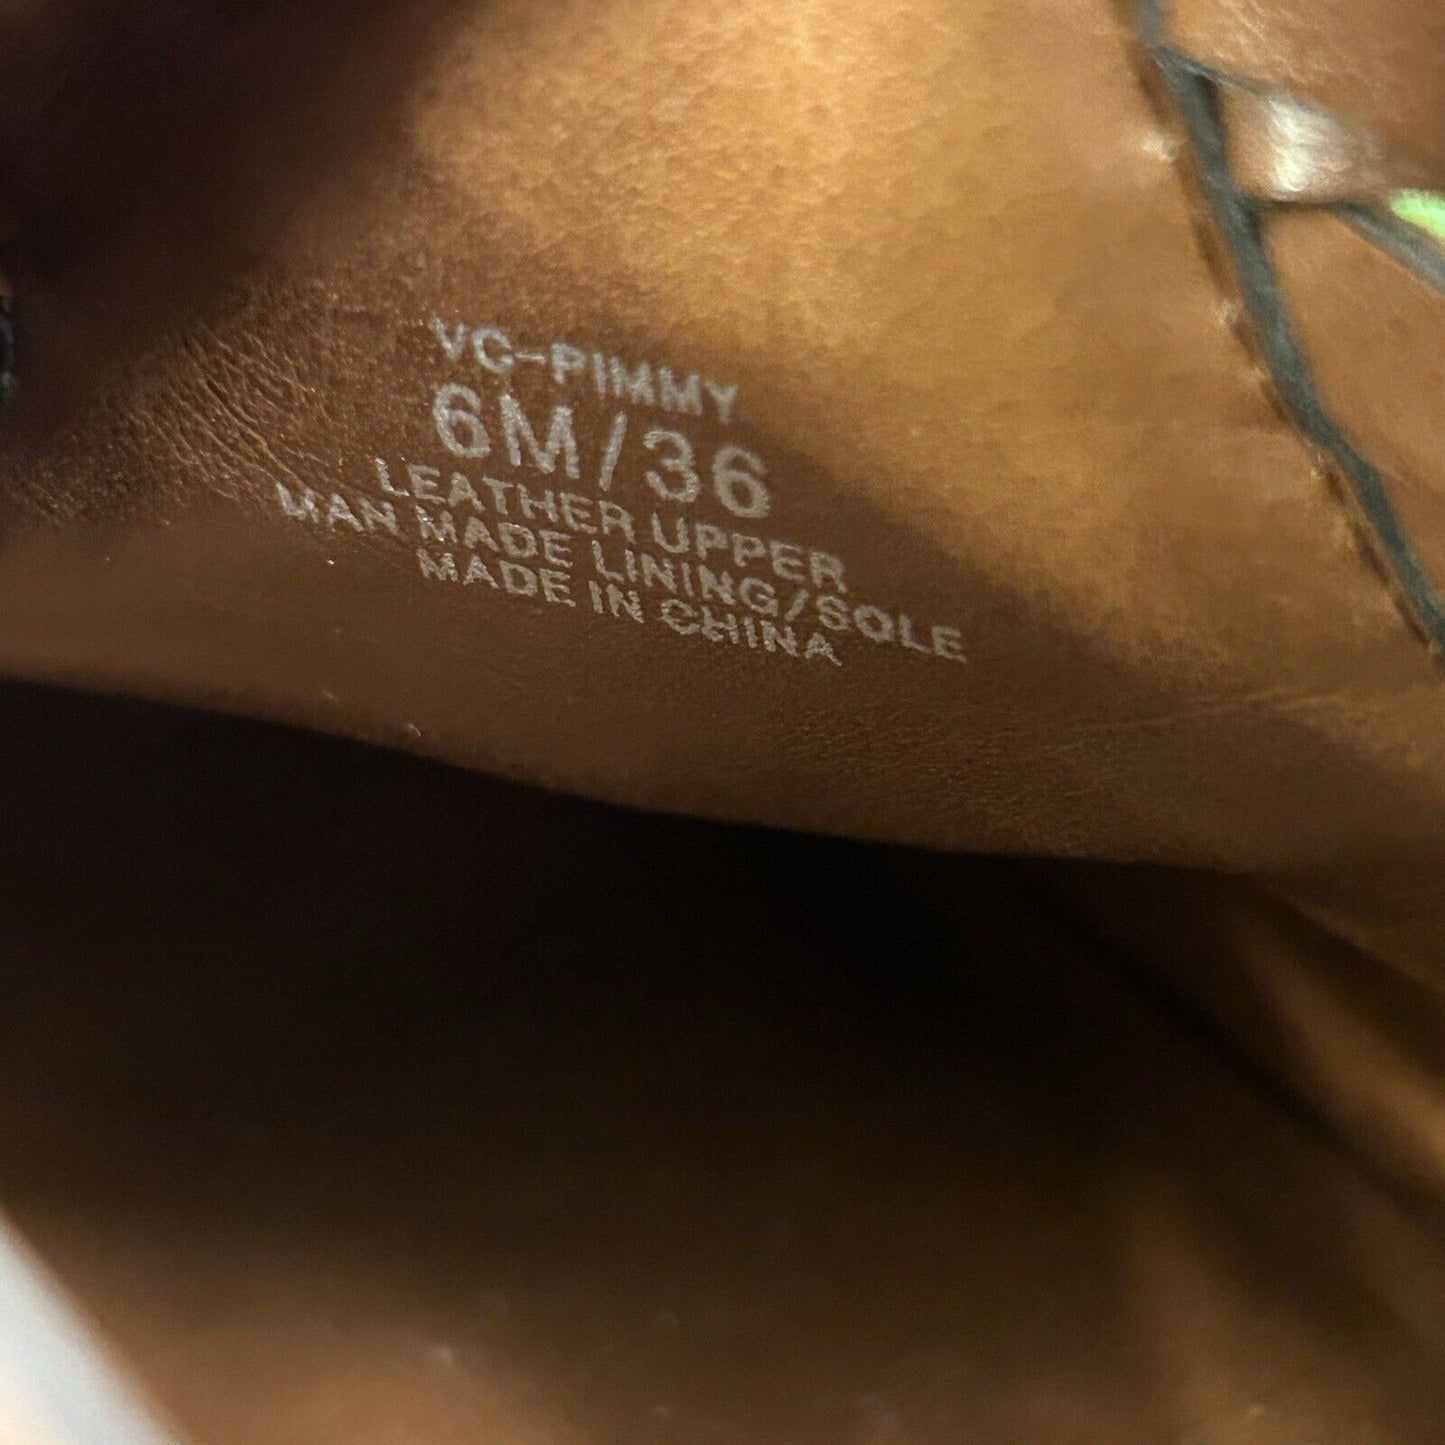 VC-PIMMY
6M/36
LEATHER UPPER
MAN MADE LINING/SOLE
MADE IN CHINA